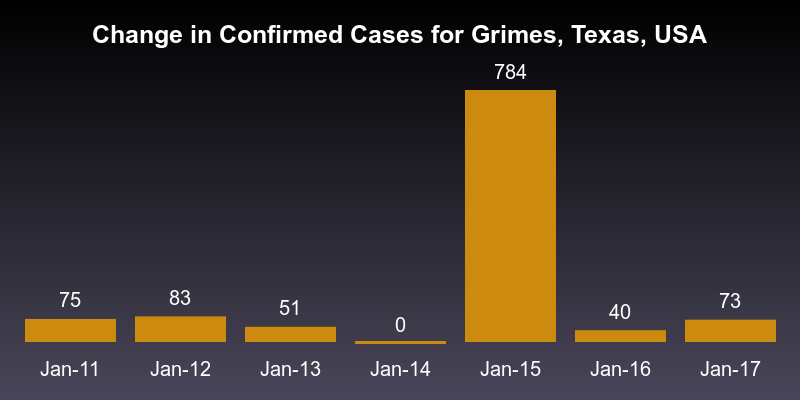 Change in Confirmed Cases for Grimes, Texas, USA
75 83 51 0 784 40 73
Jan-11 Jan-12 Jan-13 Jan-14 Jan-15 Jan-16 Jan-17